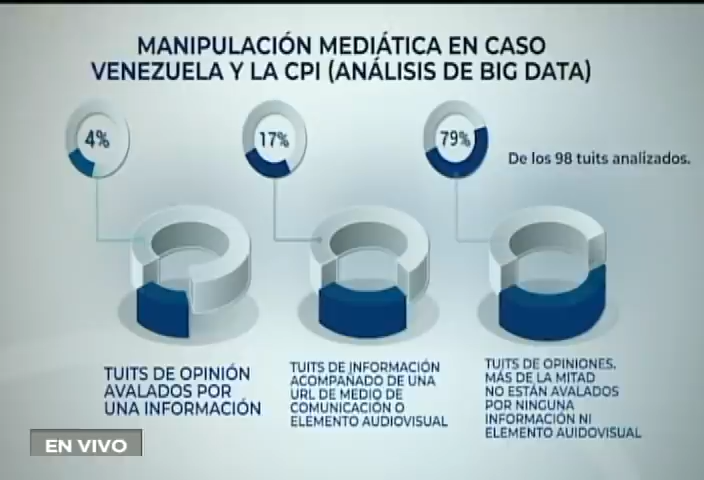 MANIPULACIÓN MEDIÁTICA EN CASO
VENEZUELA Y LA CPI (ANÁLISIS DE BIG DATA)
4%
17%
79%
De los 98 tuits analizados.
TUITS DE OPINIÓN
AVALADOS POR
UNA INFORMACIÓN
TUITS DE INFORMACIÓN
ACOMPAÑADO DE UNA
URL DE MEDIO DE
COMUNICACIÓN O
ELEMENTO AUDIOVISUAL
TUITS DE OPINIONES.
MÁS DE LA MITAD
NO ESTÁN AVALADOS
POR NINGUNA
INFORMACIÓN NI
ELEMENTO AUIDOVISUAL
EN VIVO